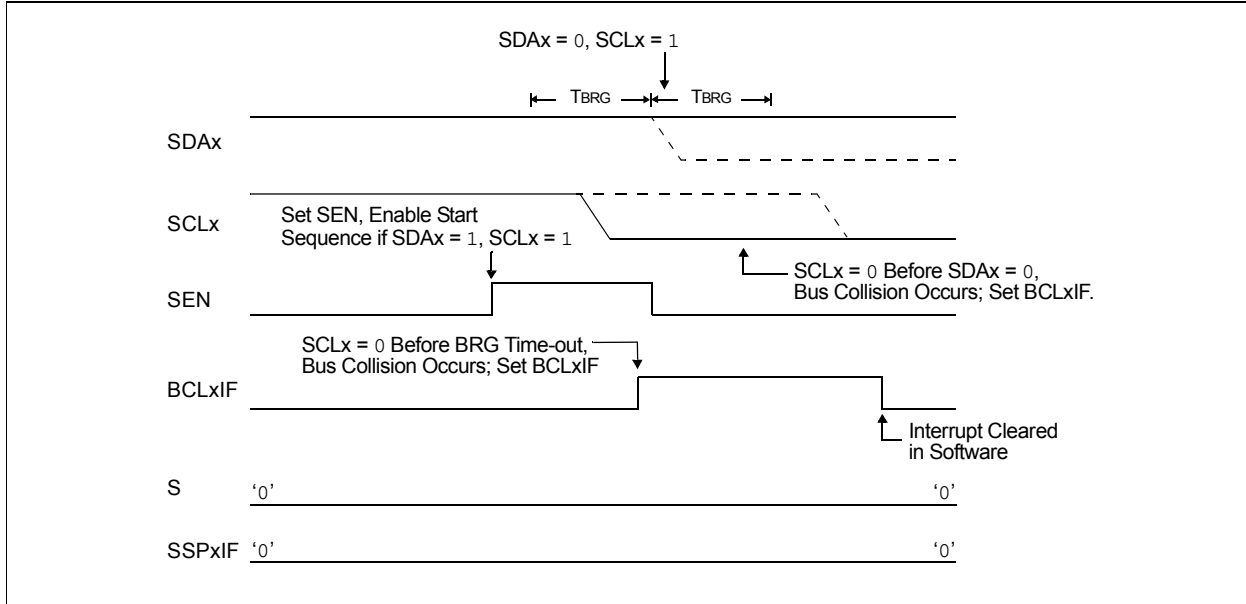 SDAx = 0, SCLx = 1
TBRG TBRG
SDAx
SCLx
Set SEN, Enable Start
Sequence if SDAx = 1, SCLx = 1
SCLx = 0 Before SDAx = 0,
Bus Collision Occurs; Set BCLxIF.
SEN
SCLx = 0 Before BRG Time-out,
Bus Collision Occurs; Set BCLxIF
BCLxIF
Interrupt Cleared
in Software
S ‘0’ ‘0’
SSPxIF ‘0’ ‘0’